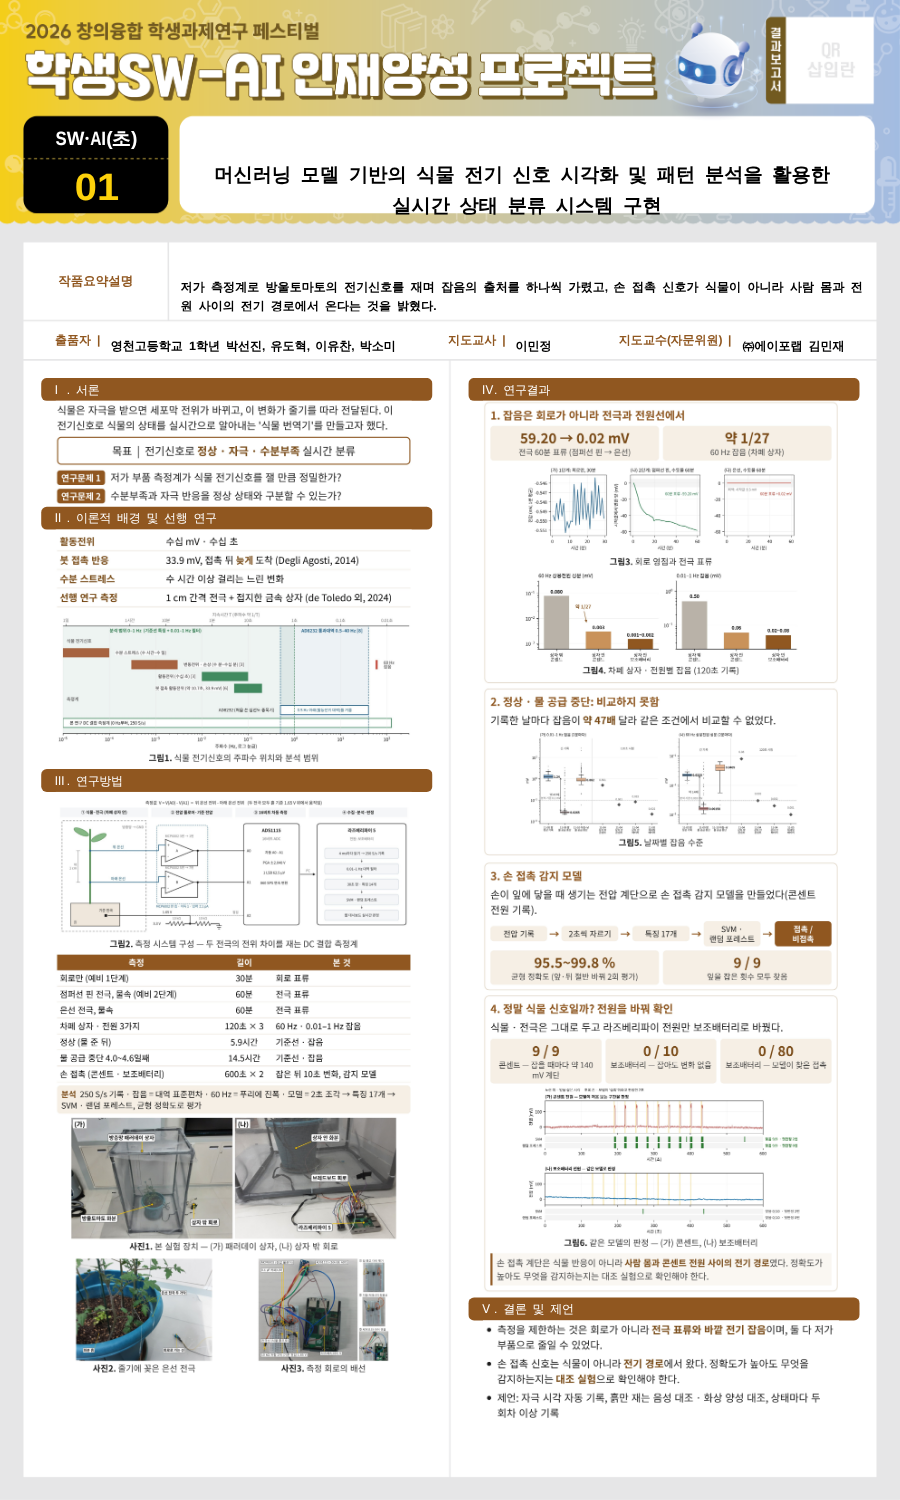 2026 창의융합 학생과제연구 페스티벌
학생SW-AI 인재양성 프로젝트
결과보고서
QR
삽입란
SW·AI(초)
01
머신러닝 모델 기반의 식물 전기 신호 시각화 및 패턴 분석을 활용한
실시간 상태 분류 시스템 구현
작품요약설명
저가 측정계로 방울토마토의 전기신호를 재며 잡음의 출처를 하나씩 가렸고, 손 접촉 신호가 식물이 아니라 사람 몸과 전
원 사이의 전기 경로에서 온다는 것을 밝혔다.
출품자 | 영천고등학교 1학년 박선진, 유도혁, 이유찬, 박소미
지도교사 | 이민정
지도교수(자문위원) | ㈜에이포랩 김민재
Ⅰ. 서론
식물은 자극을 받으면 세포막 전위가 바뀌고, 이 변화가 줄기를 따라 전달된다. 이
전기신호로 식물의 상태를 실시간으로 알아내는 '식물 번역기'를 만들고자 했다.
목표 | 전기신호로 정상 · 자극 · 수분부족 실시간 분류
연구문제 1 저가 부품 측정계가 식물 전기신호를 잴 만큼 정밀한가?
연구문제 2 수분부족과 자극 반응을 정상 상태와 구분할 수 있는가?
Ⅱ. 이론적 배경 및 선행 연구
활동전위 수십 mV · 수십 초
붓 접촉 반응 33.9 mV, 접촉 뒤 늦게 도착 (Degli Agosti, 2014)
수분 스트레스 수 시간 이상 걸리는 느린 변화
선행 연구 측정 1 cm 간격 전극 + 접지한 금속 상자 (de Toledo 외, 2024)
그림1. 식물 전기신호의 주파수 위치와 분석 범위
Ⅲ. 연구방법
ADS1115
라즈베리파이 5
그림2. 측정 시스템 구성 — 두 전극의 전위 차이를 재는 DC 결합 측정계
측정 길이 본 것
회로만 (예비 1단계) 30분 회로 표류
점퍼선 핀 전극, 물속 (예비 2단계) 60분 전극 표류
은선 전극, 물속 60분 전극 표류
차폐 상자 · 전원 3가지 120초 × 3 60 Hz · 0.01–1 Hz 잡음
정상 (물 준 뒤) 5.9시간 기준선 · 잡음
물 공급 중단 4.0~4.6일째 14.5시간 기준선 · 잡음
손 접촉 (콘센트 · 보조배터리) 600초 × 2 잡은 뒤 10초 변화, 감지 모델
분석 250 S/s 기록 · 잡음 = 대역 표준편차 · 60 Hz = 푸리에 진폭 · 모델 = 2초 조각 → 특징 17개 →
SVM · 랜덤 포레스트, 균형 정확도로 평가
(가)
방충망 패러데이 상자
방울토마토 화분
상자 밖 회로
(나)
상자 안 화분
브레드보드 회로
라즈베리파이 5
사진1. 본 실험 장치 — (가) 패러데이 상자, (나) 상자 밖 회로
사진2. 줄기에 꽂은 은선 전극
사진3. 측정 회로의 배선
Ⅳ. 연구결과
1. 잡음은 회로가 아니라 전극과 전원선에서
59.20 → 0.02 mV
전극 60분 표류 (점퍼선 핀 → 은선)
약 1/27
60 Hz 잡음 (차폐 상자)
그림3. 회로 영점과 전극 표류
약 1/27
그림4. 차폐 상자 · 전원별 잡음 (120초 기록)
2. 정상 · 물 공급 중단: 비교하지 못함
기록한 날마다 잡음이 약 47배 달라 같은 조건에서 비교할 수 없었다.
그림5. 날짜별 잡음 수준
3. 손 접촉 감지 모델
손이 잎에 닿을 때 생기는 전압 계단으로 손 접촉 감지 모델을 만들었다(콘센트
전원 기록).
전압 기록 → 2초씩 자르기 → 특징 17개 → SVM · 랜덤 포레스트 → 접촉 / 비접촉
95.5~99.8 %
균형 정확도 (앞·뒤 절반 바꿔 2회 평가)
9 / 9
잎을 잡은 횟수 모두 찾음
4. 정말 식물 신호일까? 전원을 바꿔 확인
식물 · 전극은 그대로 두고 라즈베리파이 전원만 보조배터리로 바꿨다.
9 / 9
콘센트 — 잡을 때마다 약 140
mV 계단
0 / 10
보조배터리 — 잡아도 변화 없음
0 / 80
보조배터리 — 모델이 찾은 접촉
그림6. 같은 모델의 판정 — (가) 콘센트, (나) 보조배터리
손 접촉 계단은 식물 반응이 아니라 사람 몸과 콘센트 전원 사이의 전기 경로였다. 정확도가
높아도 무엇을 감지하는지는 대조 실험으로 확인해야 한다.
Ⅴ. 결론 및 제언
• 측정을 제한하는 것은 회로가 아니라 전극 표류와 바깥 전기 잡음이며, 둘 다 저가
부품으로 줄일 수 있었다.
• 손 접촉 신호는 식물이 아니라 전기 경로에서 왔다. 정확도가 높아도 무엇을
감지하는지는 대조 실험으로 확인해야 한다.
• 제언: 자극 시각 자동 기록, 흙만 재는 음성 대조 · 화상 양성 대조, 상태마다 두
회차 이상 기록